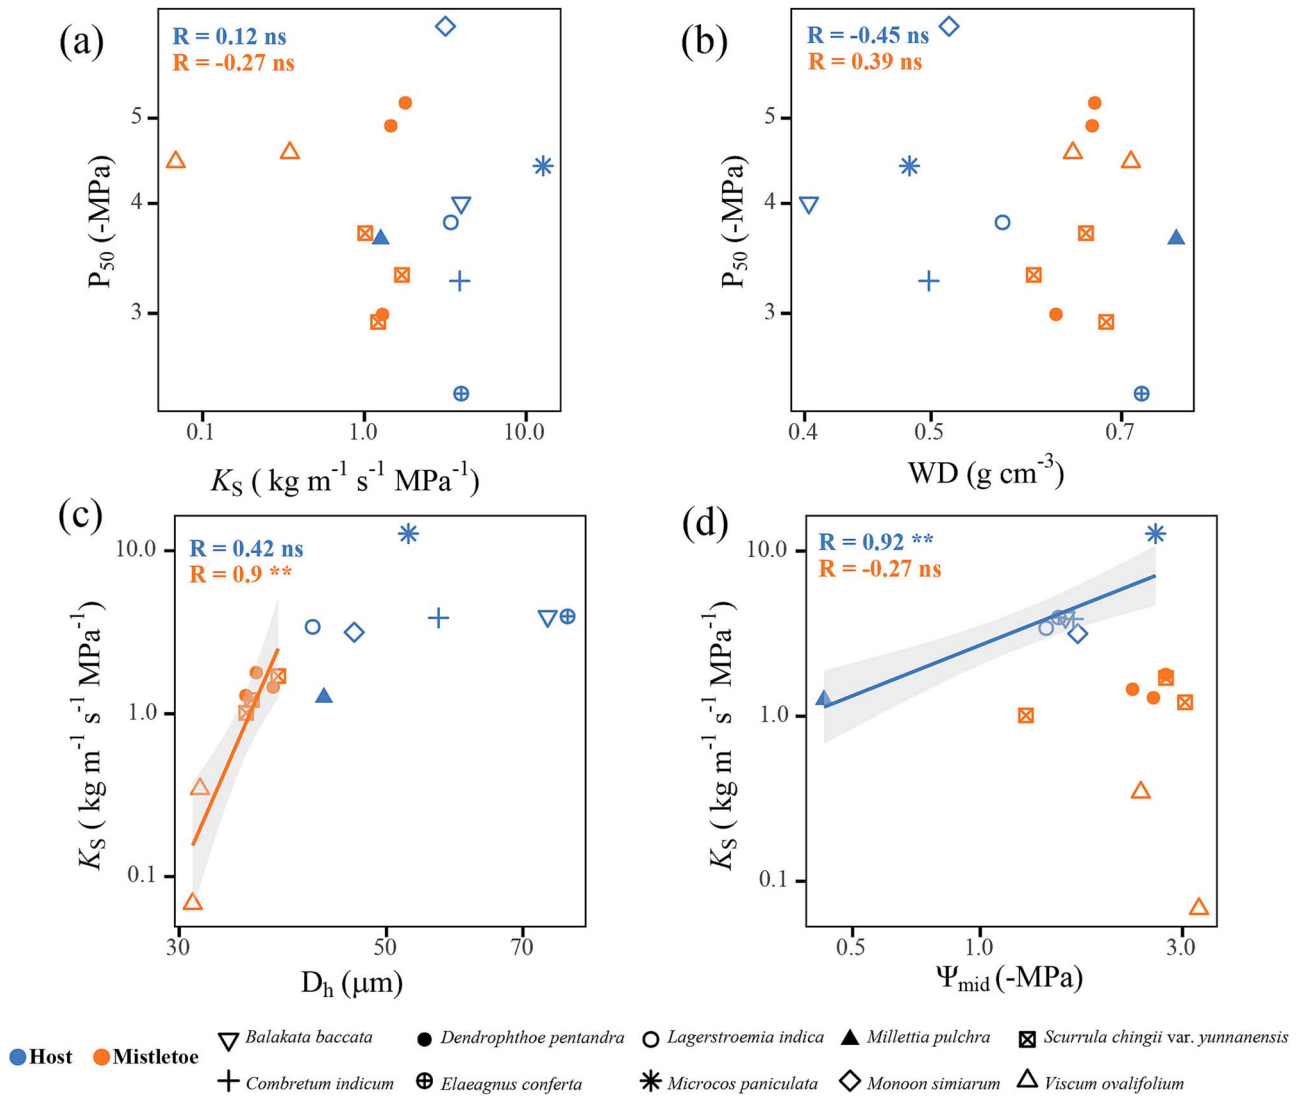 (a)
R = 0.12 ns
R = -0.27 ns
P50 (-MPa)
5
4
3
0.1 1.0 10.0
KS ( kg m-1 s-1 MPa-1)
(b)
R = -0.45 ns
R = 0.39 ns
P50 (-MPa)
5
4
3
0.4 0.5 0.7
WD (g cm-3)
(c)
R = 0.42 ns
R = 0.9 **
KS ( kg m-1 s-1 MPa-1)
10.0
1.0
0.1
30 50 70
Dh (μm)
(d)
R = 0.92 **
R = -0.27 ns
KS ( kg m-1 s-1 MPa-1)
10.0
1.0
0.1
0.5 1.0 3.0
Ψmid (-MPa)
Host Mistletoe
Balakata baccata Dendrophthoe pentandra Lagerstroemia indica Millettia pulchra Scurrula chingii var. yunnanensis
Combretum indicum Elaeagnus conferta Microcos paniculata Monoon simiarum Viscum ovalifolium